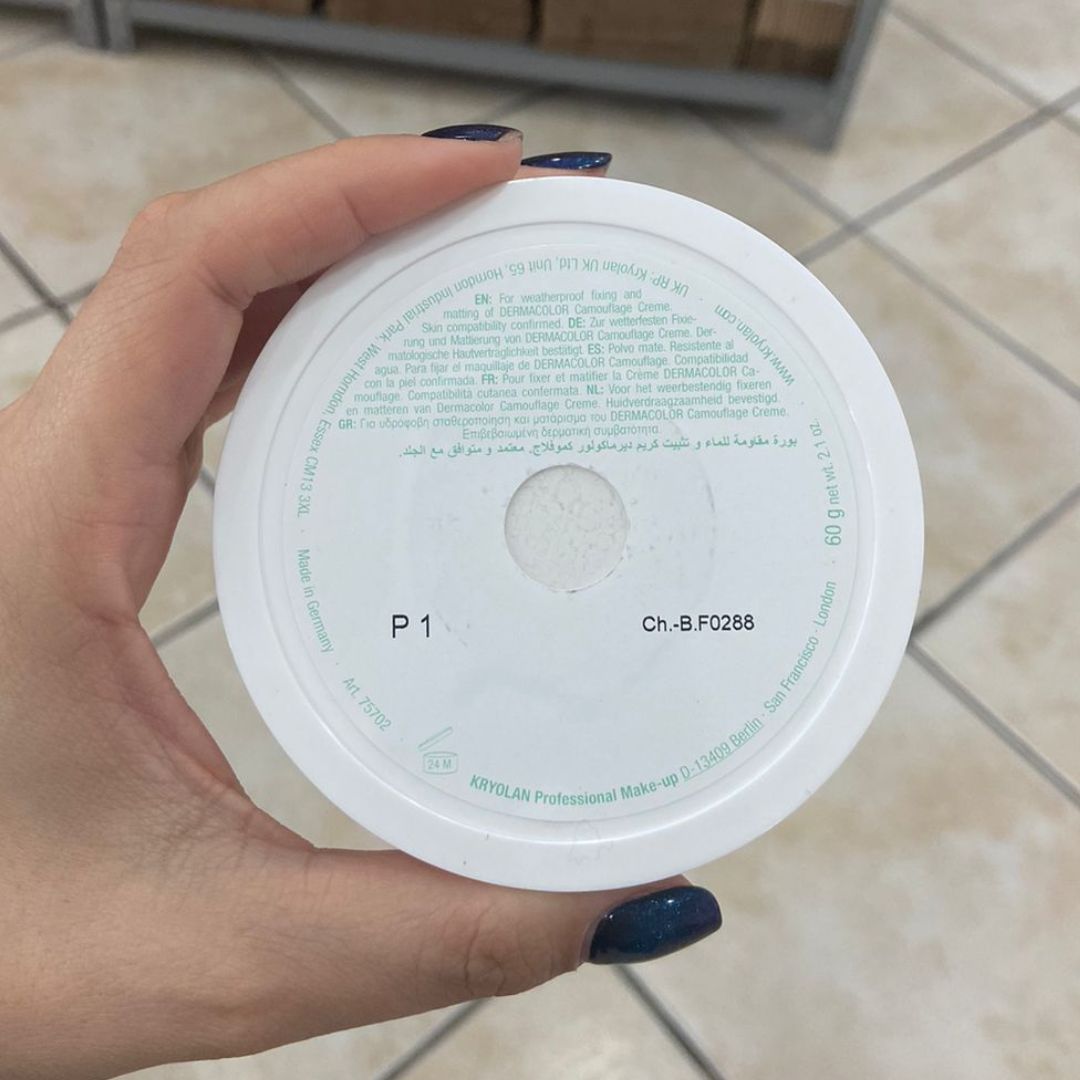 EN: For weatherproof fixing and
matting of DERMACOLOR Camouflage Creme.
Skin compatibility confirmed. DE: Zur wetterfesten Fixie-
rung und Mattierung von DERMACOLOR Camouflage Creme. Der-
matologische Hautverträglichkeit bestätigt. ES: Polvo mate. Resistente al
agua. Para fijar el maquillaje de DERMACOLOR Camouflage. Compatibilidad
con la piel confirmada. FR: Pour fixer et matifier la Crème DERMACOLOR Ca-
mouflage. Compatibilita cutanea confermata. NL: Voor het weerbestendig fixeren
en matteren van Dermacolor Camouflage Creme. Huidverdraagzaamheid bevestigd.
GR: Για υδρόφοβη σταθεροποίηση και ματάρισμα του DERMACOLOR Camouflage Creme.
Επιβεβαιωμένη δερματική συμβατότητα.
بورة مقاومة للماء و تثبيت كريم ديرماكولور كموفلاج. معتمد و متوافق مع الجلد.
P 1
Ch.-B.F0288
UK RP: Kryolan UK Ltd, Unit 65, Horndon Industrial Park, West Horndon, Essex CM13 3XL · Made in Germany
Art. 75702
24 M
KRYOLAN Professional Make-up D-13409 Berlin · San Francisco · London · 60 g net wt. 2.1 oz.
www.kryolan.com